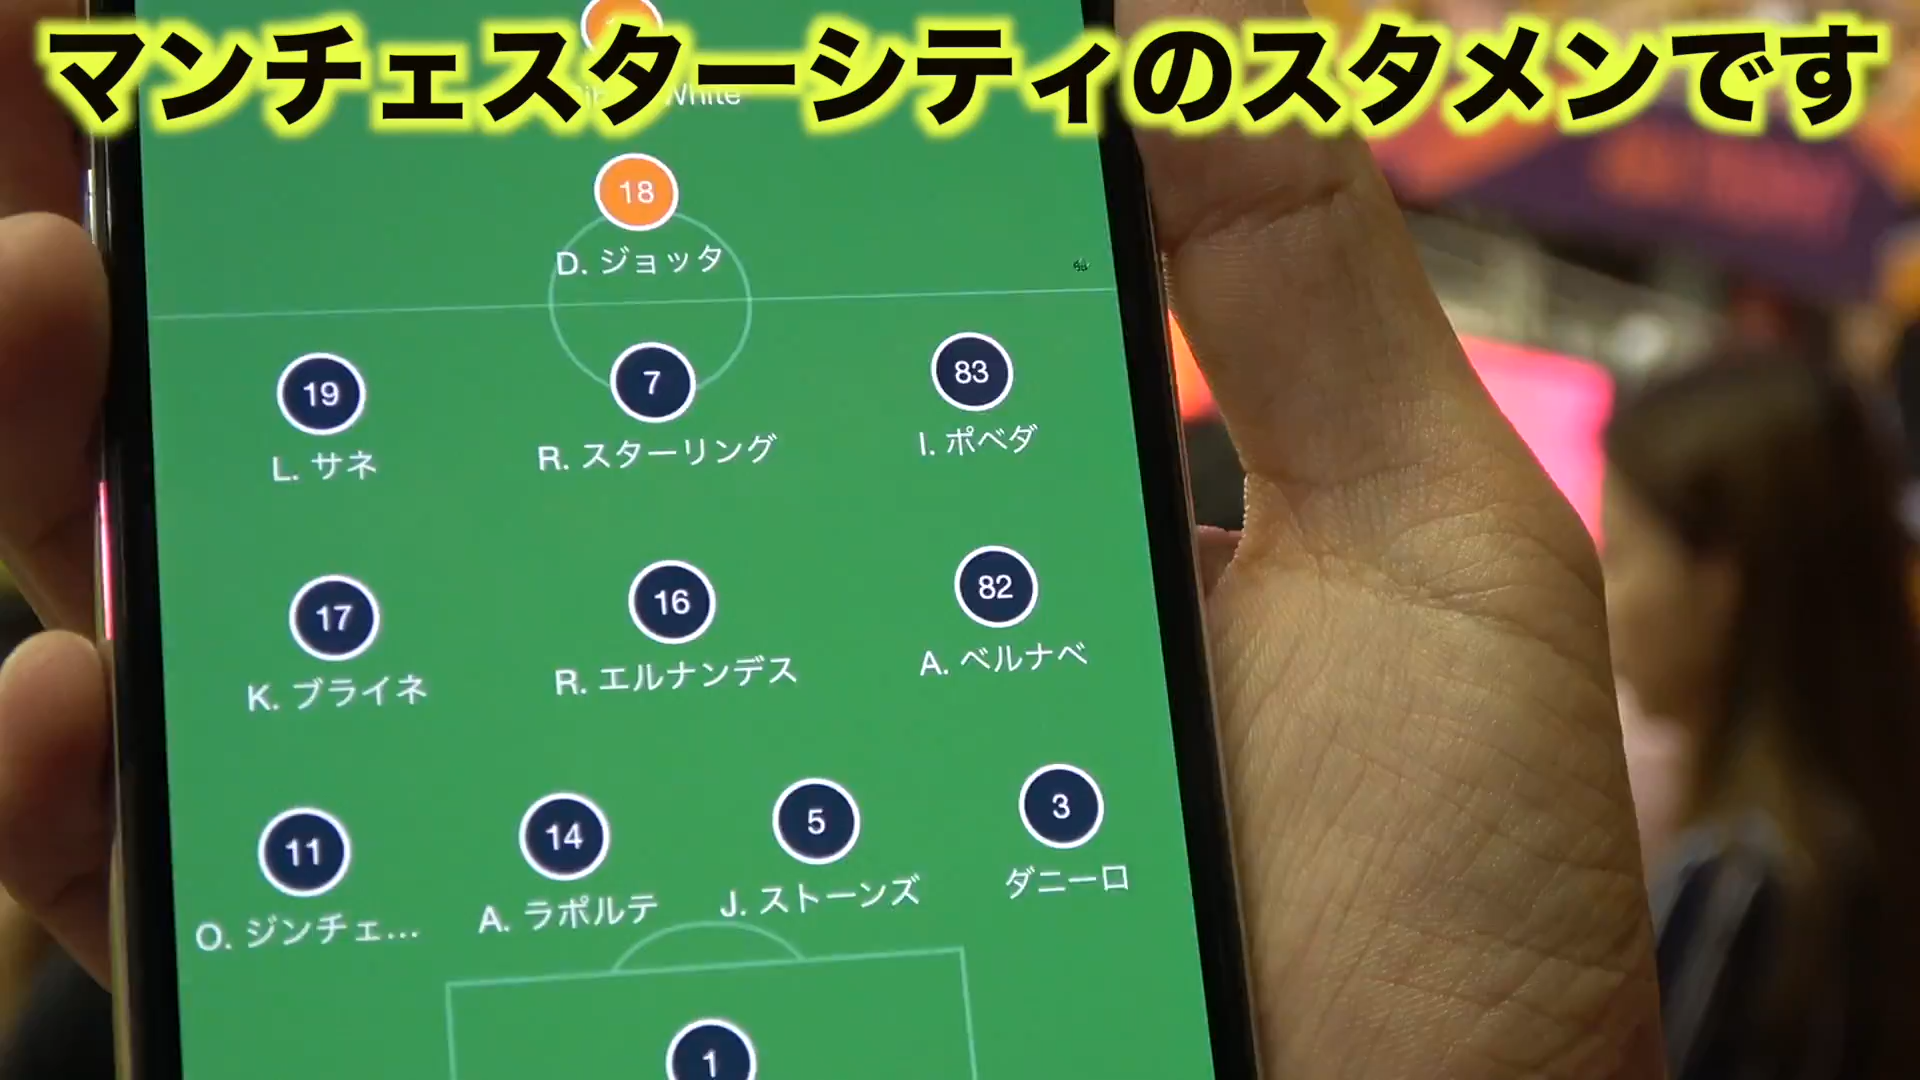 マンチェスターシティのスタメンです
White
18
D. ジョッタ
19
7
83
L. サネ
R. スターリング
I. ポベダ
17
16
82
K. ブライネ
R. エルナンデス
A. ベルナベ
11
14
5
3
O. ジンチェ...
A. ラポルテ
J. ストーンズ
ダニーロ
1